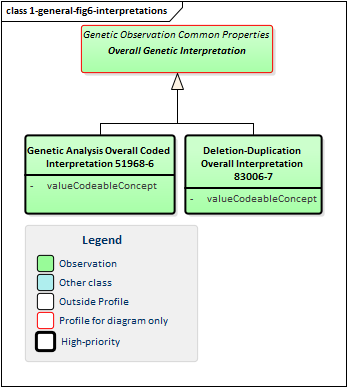 class 1-general-fig6-interpretations
Genetic Observation Common Properties
Overall Genetic Interpretation
Genetic Analysis Overall Coded
Interpretation 51968-6
- valueCodeableConcept
Deletion-Duplication
Overall Interpretation
83006-7
- valueCodeableConcept
Legend
Observation
Other class
Outside Profile
Profile for diagram only
High-priority